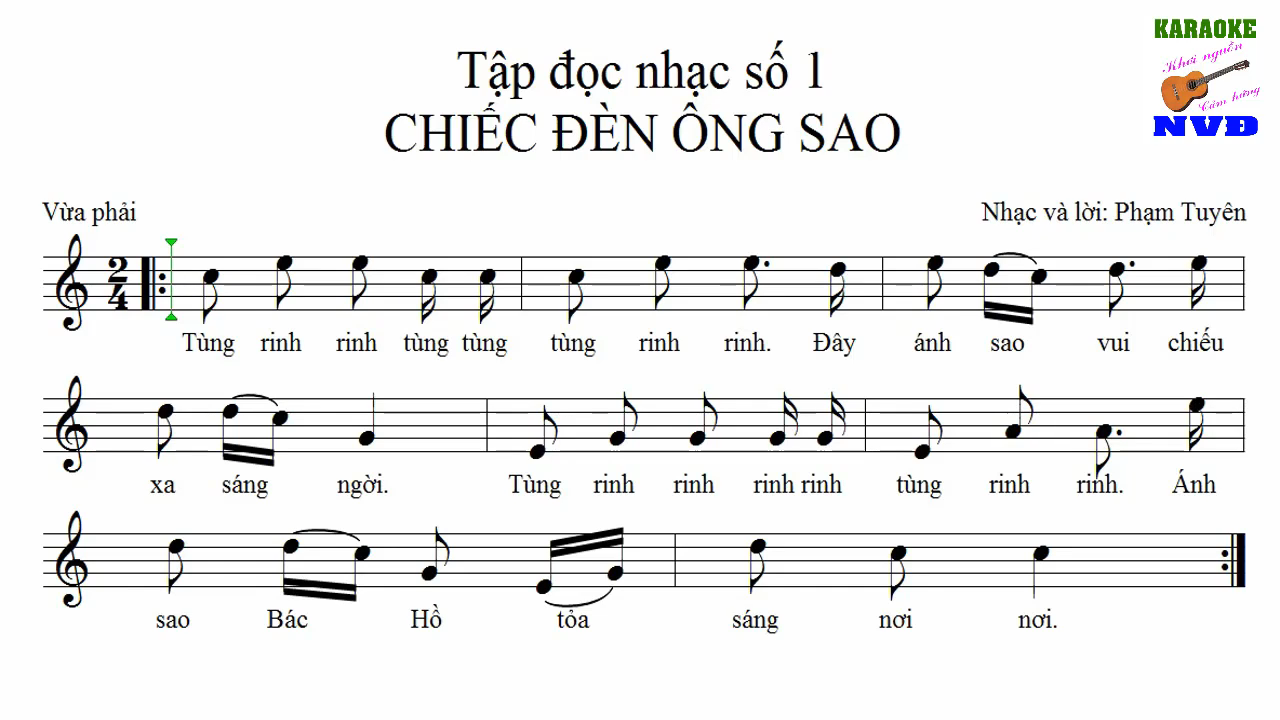 KARAOKE
Khơi nguồn
Cảm hứng
NVĐ
Tập đọc nhạc số 1
CHIẾC ĐÈN ÔNG SAO
Vừa phải
Nhạc và lời: Phạm Tuyên
2
4
Tùng rinh rinh tùng tùng tùng rinh rinh. Đây ánh sao vui chiếu
xa sáng ngời. Tùng rinh rinh rinh rinh tùng rinh rinh. Ánh
sao Bác Hồ tỏa sáng nơi nơi.